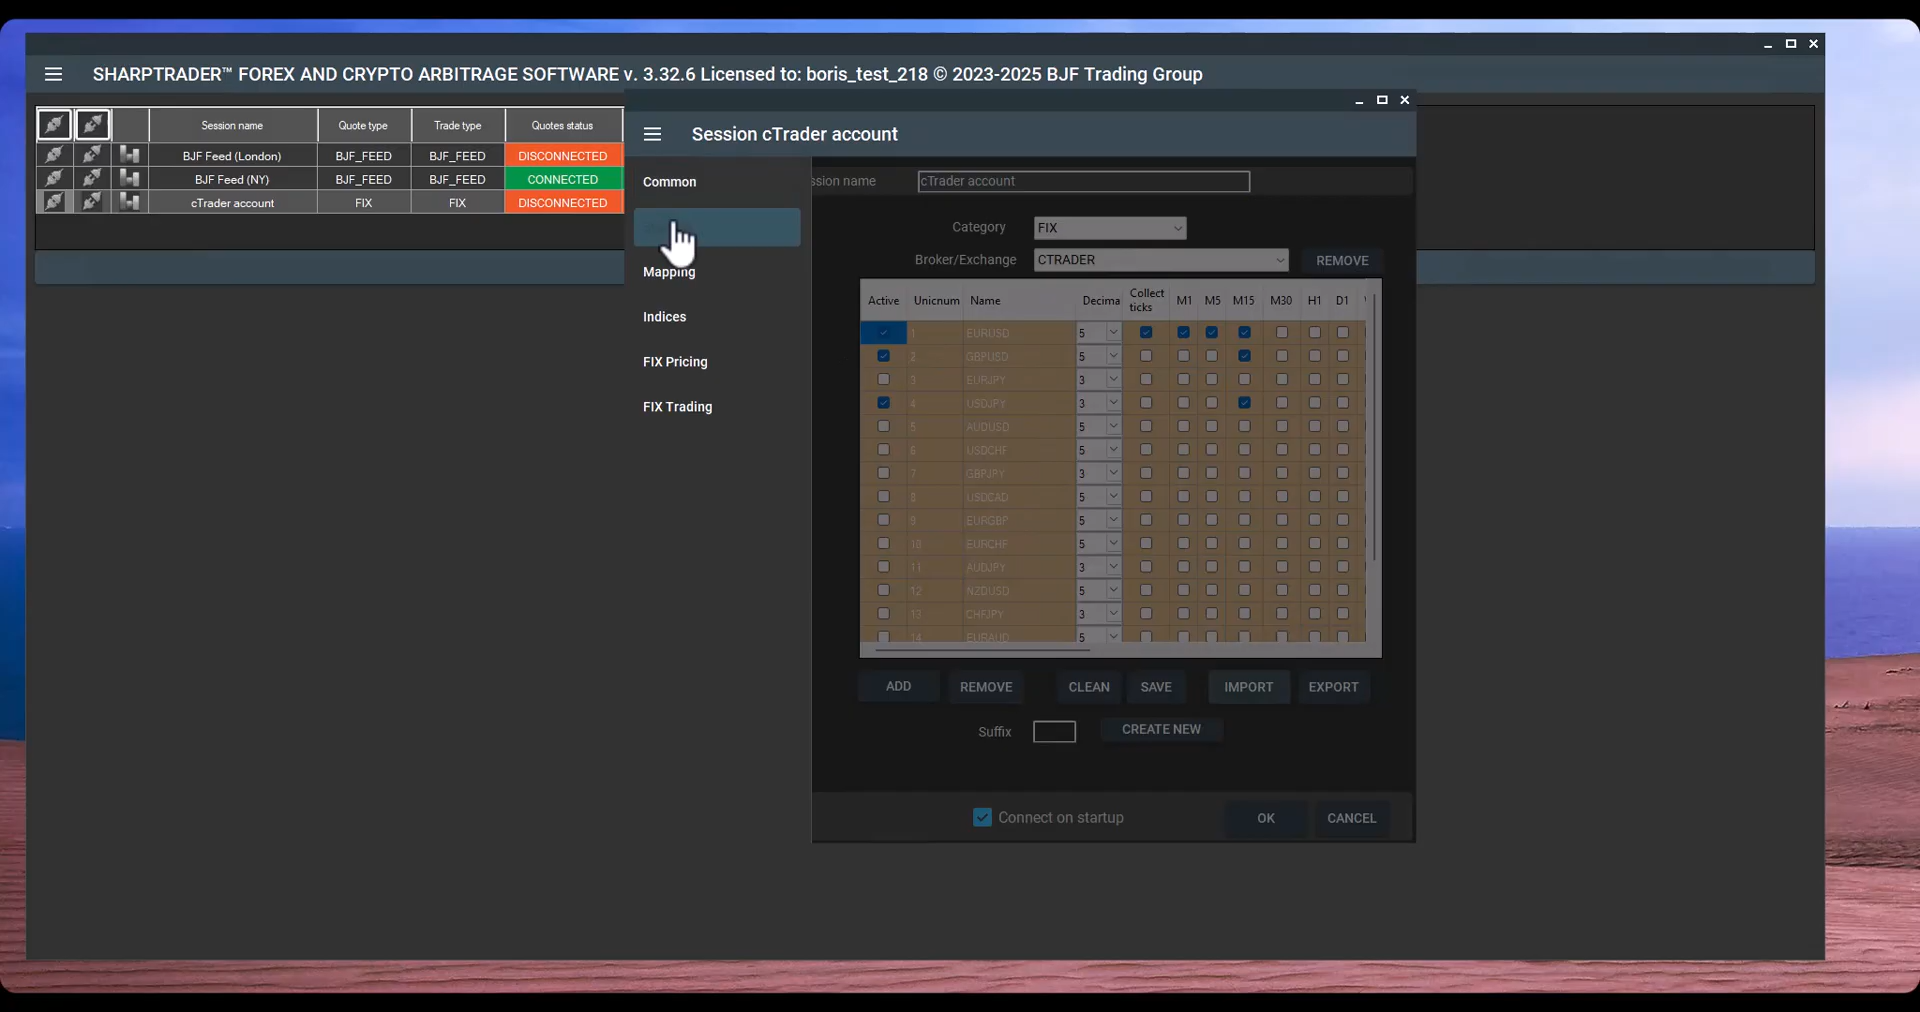 SHARPTRADER™ FOREX AND CRYPTO ARBITRAGE SOFTWARE v. 3.32.6 Licensed to: boris_test_218 © 2023-2025 BJF Trading Group
Session name Quote type Trade type Quotes status
BJF Feed (London) BJF_FEED BJF_FEED DISCONNECTED
BJF Feed (NY) BJF_FEED BJF_FEED CONNECTED
cTrader account FIX FIX DISCONNECTED
Session cTrader account
Common
Mapping
Indices
FIX Pricing
FIX Trading
ssion name cTrader account
Category FIX
Broker/Exchange CTRADER REMOVE
Active Unicnum Name Decima Collect ticks M1 M5 M15 M30 H1 D1
1 EURUSD 5
2 GBPUSD 5
3 EURJPY 3
4 USDJPY 3
5 AUDUSD 5
6 USDCHF 5
7 GBPJPY 3
8 USDCAD 5
9 EURGBP 5
10 EURCHF 5
11 AUDJPY 3
12 NZDUSD 5
13 CHFJPY 3
14 EURAUD 5
ADD REMOVE CLEAN SAVE IMPORT EXPORT
Suffix CREATE NEW
Connect on startup OK CANCEL